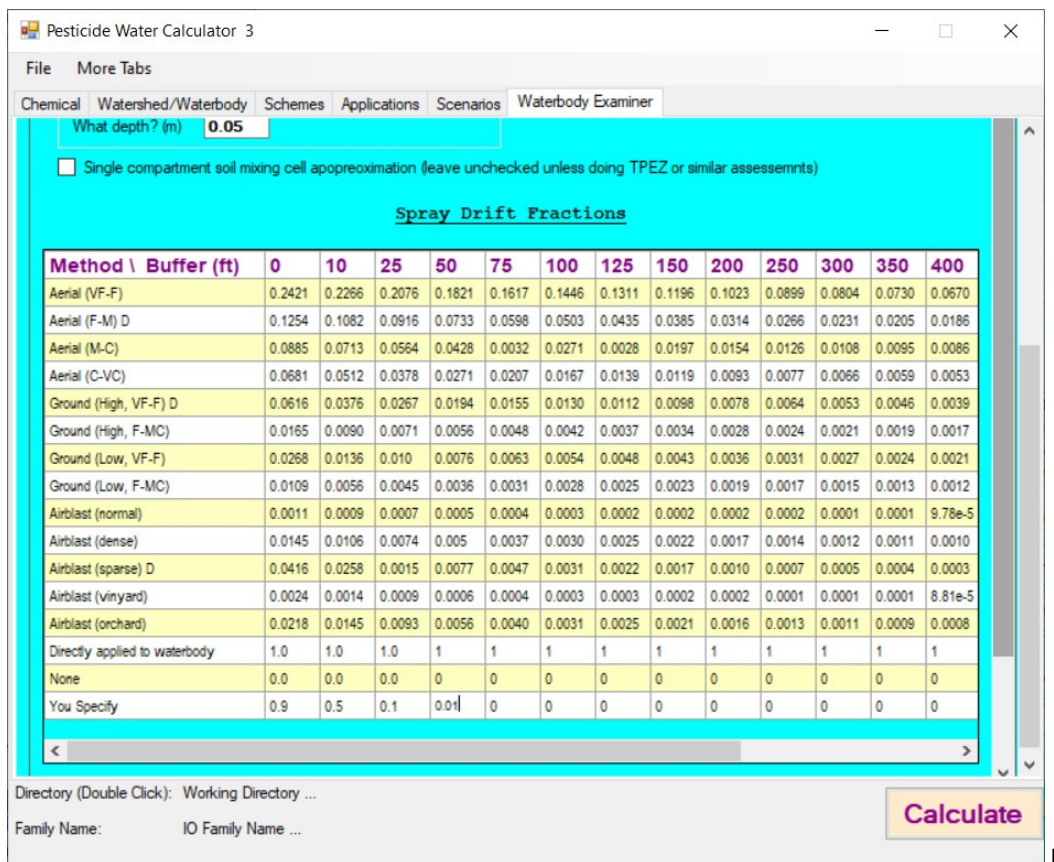 Pesticide Water Calculator 3
File More Tabs
Chemical Watershed/Waterbody Schemes Applications Scenarios Waterbody Examiner
What depth? (m) 0.05
Single compartment soil mixing cell apopreoximation (leave unchecked unless doing TPEZ or similar assessemnts)
Spray Drift Fractions
Method \ Buffer (ft) 0 10 25 50 75 100 125 150 200 250 300 350 400
Aerial (VF-F) 0.2421 0.2266 0.2076 0.1821 0.1617 0.1446 0.1311 0.1196 0.1023 0.0899 0.0804 0.0730 0.0670
Aerial (F-M) D 0.1254 0.1082 0.0916 0.0733 0.0598 0.0503 0.0435 0.0385 0.0314 0.0266 0.0231 0.0205 0.0186
Aerial (M-C) 0.0885 0.0713 0.0564 0.0428 0.0032 0.0271 0.0028 0.0197 0.0154 0.0126 0.0108 0.0095 0.0086
Aerial (C-VC) 0.0681 0.0512 0.0378 0.0271 0.0207 0.0167 0.0139 0.0119 0.0093 0.0077 0.0066 0.0059 0.0053
Ground (High, VF-F) D 0.0616 0.0376 0.0267 0.0194 0.0155 0.0130 0.0112 0.0098 0.0078 0.0064 0.0053 0.0046 0.0039
Ground (High, F-MC) 0.0165 0.0090 0.0071 0.0056 0.0048 0.0042 0.0037 0.0034 0.0028 0.0024 0.0021 0.0019 0.0017
Ground (Low, VF-F) 0.0268 0.0136 0.010 0.0076 0.0063 0.0054 0.0048 0.0043 0.0036 0.0031 0.0027 0.0024 0.0021
Ground (Low, F-MC) 0.0109 0.0056 0.0045 0.0036 0.0031 0.0028 0.0025 0.0023 0.0019 0.0017 0.0015 0.0013 0.0012
Airblast (normal) 0.0011 0.0009 0.0007 0.0005 0.0004 0.0003 0.0002 0.0002 0.0002 0.0002 0.0001 0.0001 9.78e-5
Airblast (dense) 0.0145 0.0106 0.0074 0.005 0.0037 0.0030 0.0025 0.0022 0.0017 0.0014 0.0012 0.0011 0.0010
Airblast (sparse) D 0.0416 0.0258 0.0015 0.0077 0.0047 0.0031 0.0022 0.0017 0.0010 0.0007 0.0005 0.0004 0.0003
Airblast (vinyard) 0.0024 0.0014 0.0009 0.0006 0.0004 0.0003 0.0003 0.0002 0.0002 0.0001 0.0001 0.0001 8.81e-5
Airblast (orchard) 0.0218 0.0145 0.0093 0.0056 0.0040 0.0031 0.0025 0.0021 0.0016 0.0013 0.0011 0.0009 0.0008
Directly applied to waterbody 1.0 1.0 1.0 1 1 1 1 1 1 1 1 1 1
None 0.0 0.0 0.0 0 0 0 0 0 0 0 0 0 0
You Specify 0.9 0.5 0.1 0.01 0 0 0 0 0 0 0 0 0
Directory (Double Click): Working Directory ...
Calculate
Family Name: IO Family Name ...